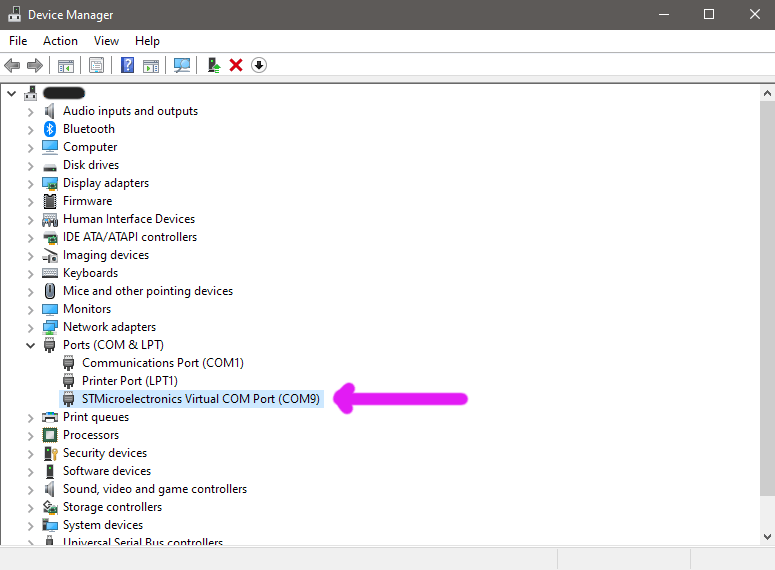 Device Manager
File Action View Help
Audio inputs and outputs
Bluetooth
Computer
Disk drives
Display adapters
Firmware
Human Interface Devices
IDE ATA/ATAPI controllers
Imaging devices
Keyboards
Mice and other pointing devices
Monitors
Network adapters
Ports (COM & LPT)
Communications Port (COM1)
Printer Port (LPT1)
STMicroelectronics Virtual COM Port (COM9)
Print queues
Processors
Security devices
Software devices
Sound, video and game controllers
Storage controllers
System devices
Universal Serial Bus controllers